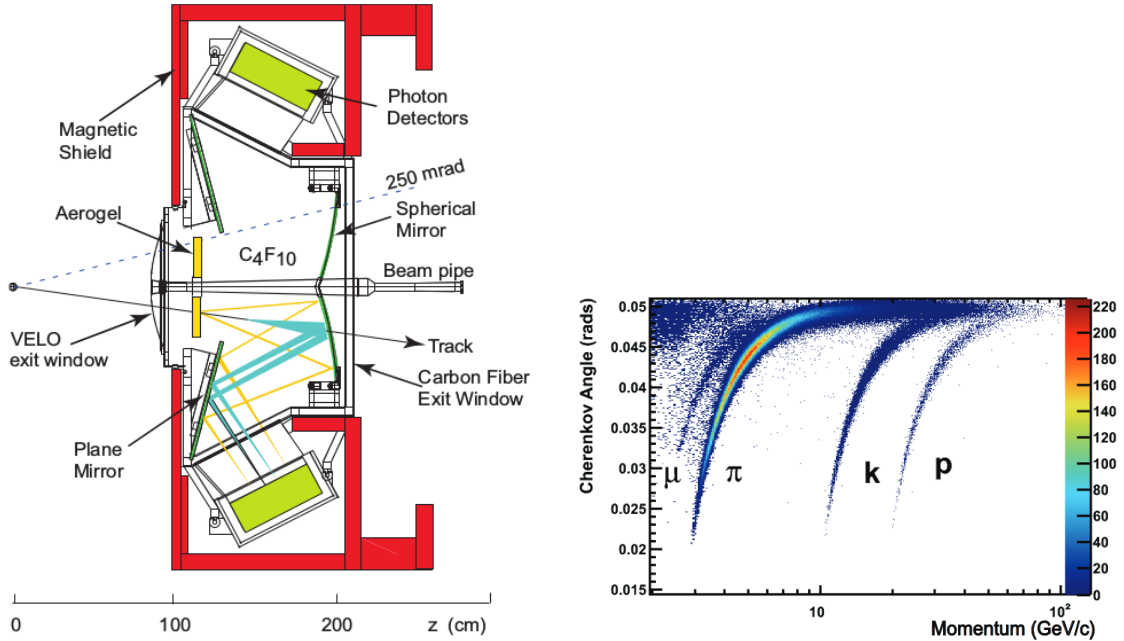 Photon
Detectors
Magnetic
Shield
250 mrad
Aerogel
Spherical
Mirror
C4F10
Beam pipe
VELO
exit window
Track
Carbon Fiber
Exit Window
Plane
Mirror
0 100 200 z (cm)
Cherenkov Angle (rads)
0.05
0.045
0.04
0.035
0.03
0.025
0.02
0.015
μ π k p
10 10²
Momentum (GeV/c)
220
200
180
160
140
120
100
80
60
40
20
0